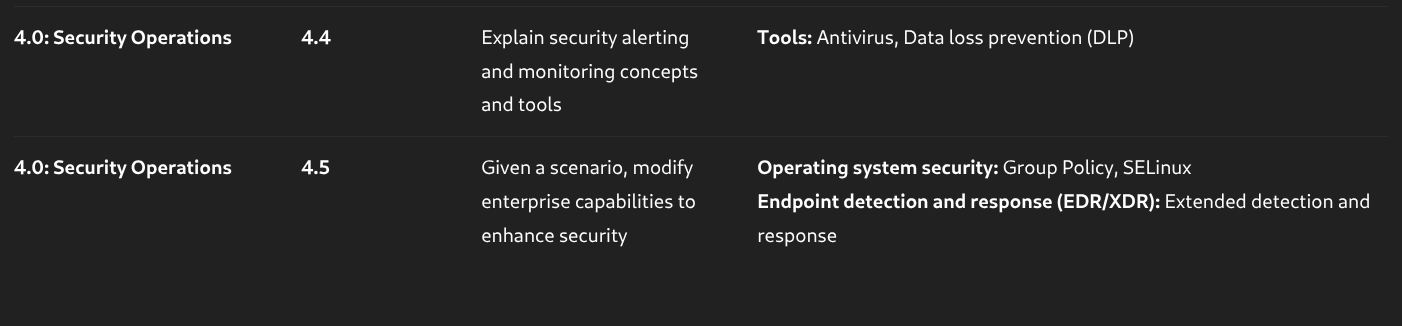 4.0: Security Operations
4.4
Explain security alerting
and monitoring concepts
and tools
Tools: Antivirus, Data loss prevention (DLP)
4.0: Security Operations
4.5
Given a scenario, modify
enterprise capabilities to
enhance security
Operating system security: Group Policy, SELinux
Endpoint detection and response (EDR/XDR): Extended detection and
response